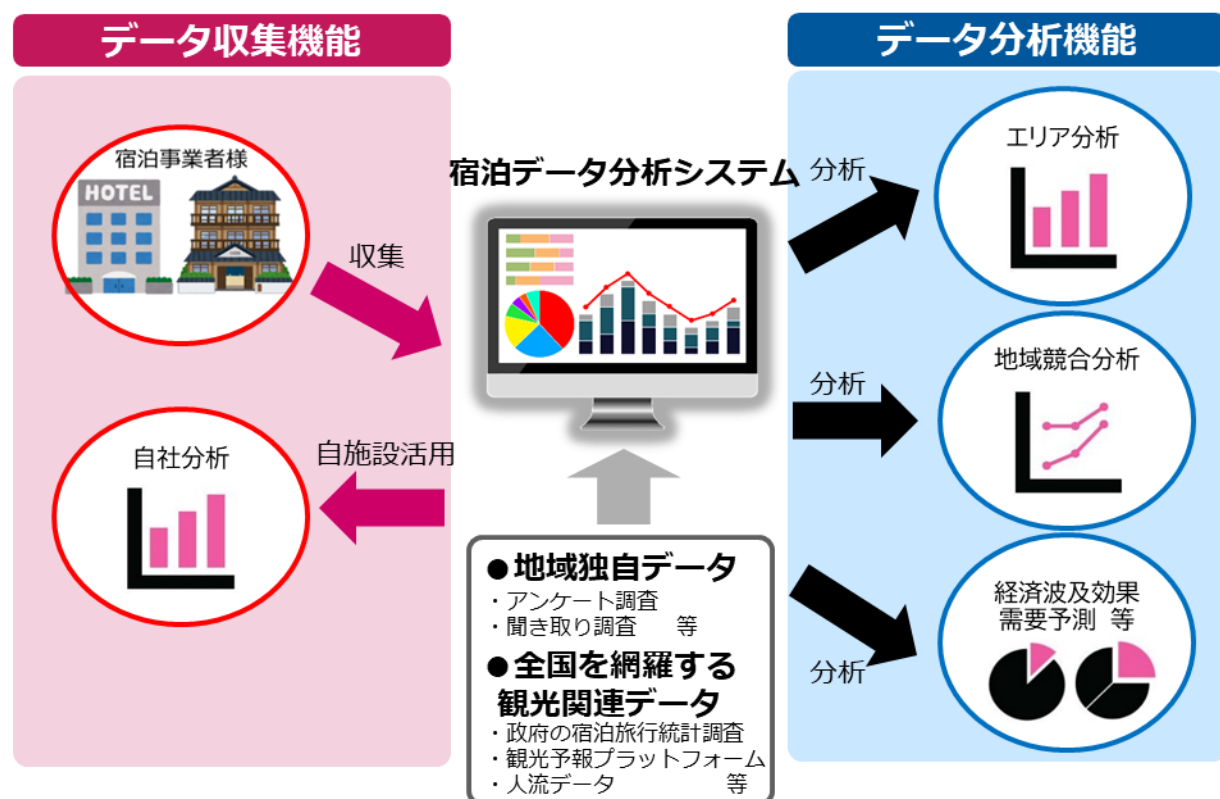 データ収集機能
宿泊事業者様
HOTEL
収集
自社分析
自施設活用
宿泊データ分析システム
●地域独自データ
・アンケート調査
・聞き取り調査　等
●全国を網羅する
観光関連データ
・政府の宿泊旅行統計調査
・観光予報プラットフォーム
・人流データ　等
データ分析機能
分析
エリア分析
分析
地域競合分析
分析
経済波及効果
需要予測 等